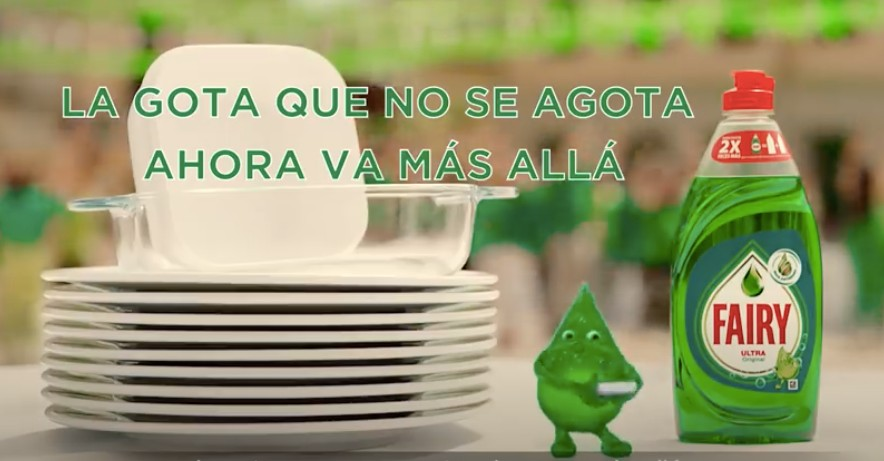 LA GOTA QUE NO SE AGOTA
AHORA VA MÁS ALLÁ
2X
FAIRY
ULTRA
Original